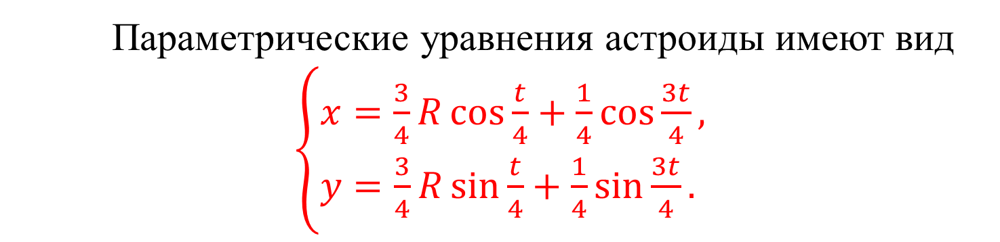 Параметрические уравнения астроиды имеют вид
x = 3/4 R cos t/4 + 1/4 cos 3t/4,
y = 3/4 R sin t/4 + 1/4 sin 3t/4.